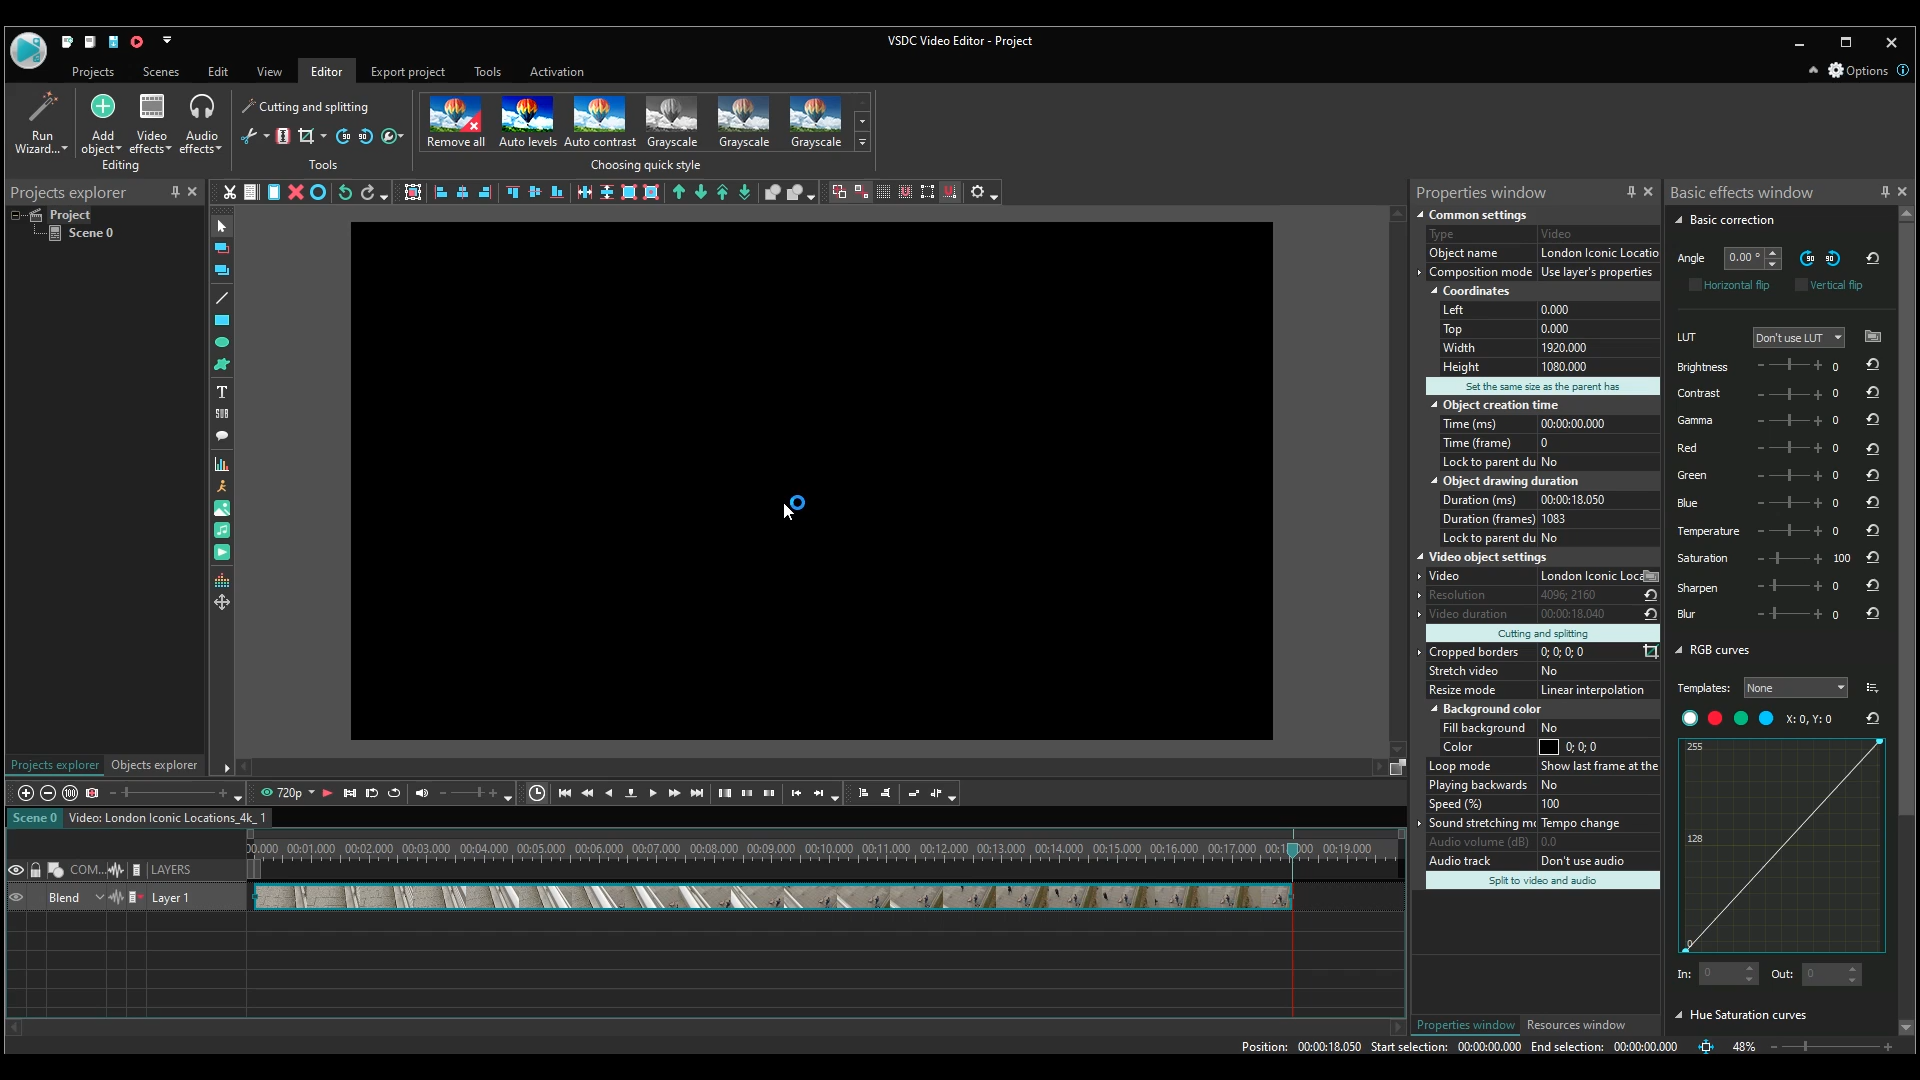 VSDC Video Editor - Project
Projects Scenes Edit View Editor Export project Tools Activation
Options
Run Wizard...
Add object
Video effects
Audio effects
Editing
Cutting and splitting
Tools
Remove all
Auto levels
Auto contrast
Grayscale
Grayscale
Grayscale
Choosing quick style
Projects explorer
Project
Scene 0
Projects explorer Objects explorer
T
SUB
Properties window
Common settings
Type Video
Object name London Iconic Locatio
Composition mode Use layer's properties
Coordinates
Left 0.000
Top 0.000
Width 1920.000
Height 1080.000
Set the same size as the parent has
Object creation time
Time (ms) 00:00:00.000
Time (frame) 0
Lock to parent du No
Object drawing duration
Duration (ms) 00:00:18.050
Duration (frames) 1083
Lock to parent du No
Video object settings
Video London Iconic Loca
Resolution 4096; 2160
Video duration 00:00:18.040
Cutting and splitting
Cropped borders 0; 0; 0; 0
Stretch video No
Resize mode Linear interpolation
Background color
Fill background No
Color 0; 0; 0
Loop mode Show last frame at the
Playing backwards No
Speed (%) 100
Sound stretching mo Tempo change
Audio volume (dB) 0.0
Audio track Don't use audio
Split to video and audio
Properties window Resources window
Basic effects window
Basic correction
Angle 0.00 ° 90 90
Horizontal flip Vertical flip
LUT Don't use LUT
Brightness 0
Contrast 0
Gamma 0
Red 0
Green 0
Blue 0
Temperature 0
Saturation 100
Sharpen 0
Blur 0
RGB curves
Templates: None
X: 0, Y: 0
255
128
0
In: 0 Out: 0
Hue Saturation curves
720p
Scene 0 Video: London Iconic Locations_4k_1
00.000 00:01.000 00:02.000 00:03.000 00:04.000 00:05.000 00:06.000 00:07.000 00:08.000 00:09.000 00:10.000 00:11.000 00:12.000 00:13.000 00:14.000 00:15.000 00:16.000 00:17.000 00:18.000 00:19.000
COM... LAYERS
Blend Layer 1
Position: 00:00:18.050 Start selection: 00:00:00.000 End selection: 00:00:00.000 48%